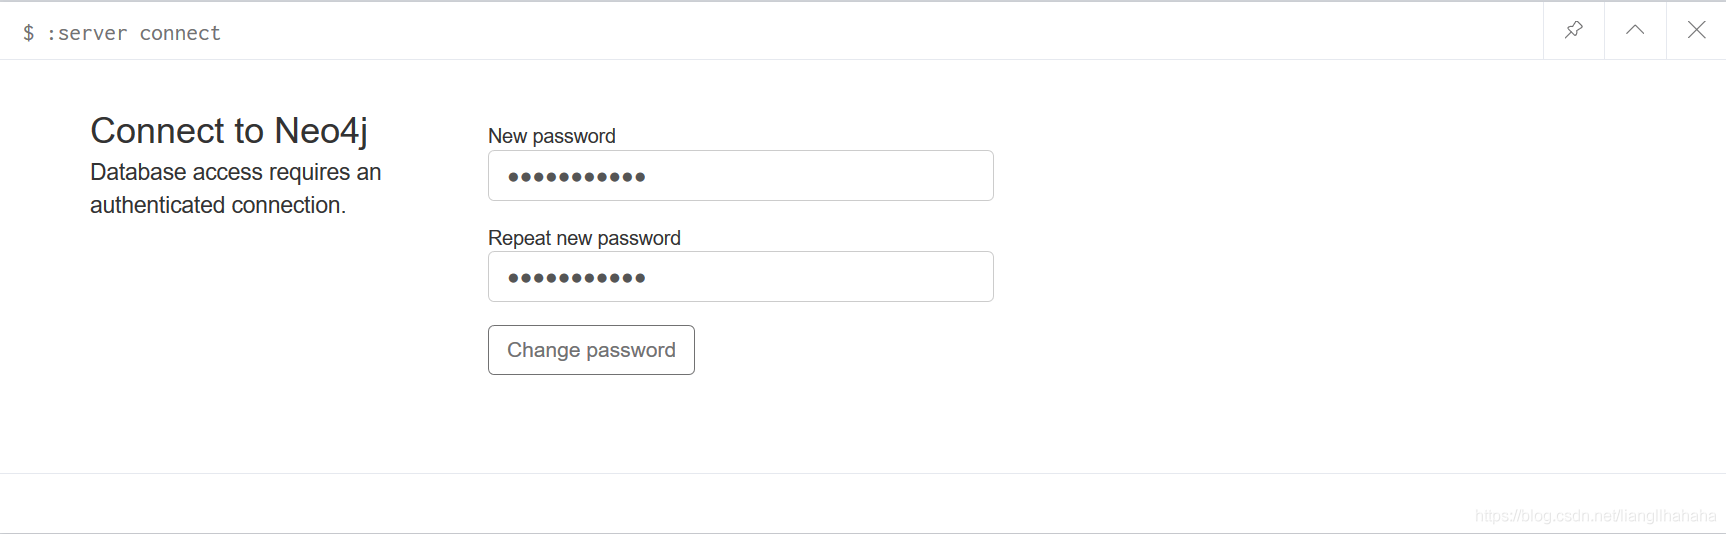 $ :server connect
Connect to Neo4j
Database access requires an
authenticated connection.
New password
●●●●●●●●●●●
Repeat new password
●●●●●●●●●●●
Change password
https://blog.csdn.net/lianglihahaha